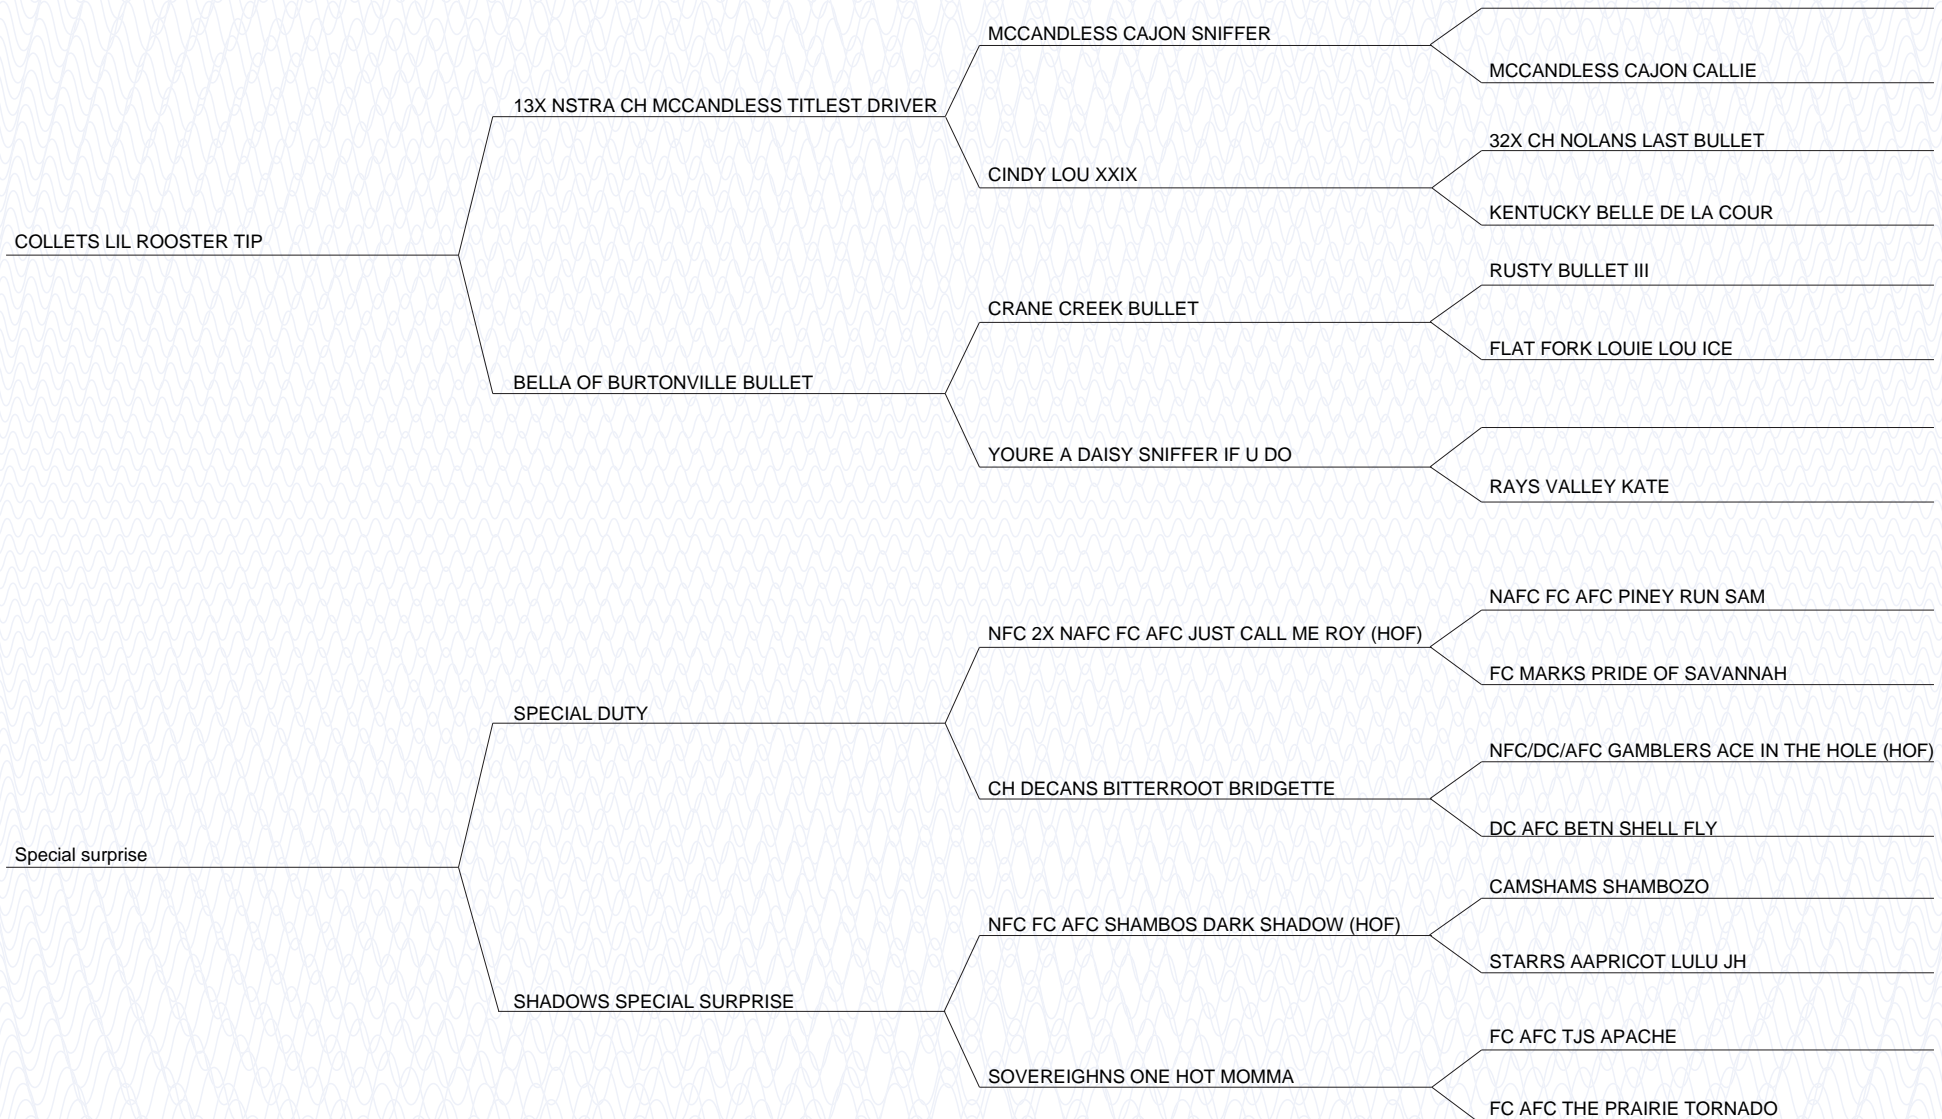 MCCANDLESS CAJON SNIFFER
MCCANDLESS CAJON CALLIE
13X NSTRA CH MCCANDLESS TITLEST DRIVER
32X CH NOLANS LAST BULLET
CINDY LOU XXIX
KENTUCKY BELLE DE LA COUR
COLLETS LIL ROOSTER TIP
RUSTY BULLET III
CRANE CREEK BULLET
FLAT FORK LOUIE LOU ICE
BELLA OF BURTONVILLE BULLET
YOURE A DAISY SNIFFER IF U DO
RAYS VALLEY KATE
NAFC FC AFC PINEY RUN SAM
NFC 2X NAFC FC AFC JUST CALL ME ROY (HOF)
FC MARKS PRIDE OF SAVANNAH
SPECIAL DUTY
NFC/DC/AFC GAMBLERS ACE IN THE HOLE (HOF)
CH DECANS BITTERROOT BRIDGETTE
DC AFC BETN SHELL FLY
Special surprise
CAMSHAMS SHAMBOZO
NFC FC AFC SHAMBOS DARK SHADOW (HOF)
STARRS AAPRICOT LULU JH
SHADOWS SPECIAL SURPRISE
FC AFC TJS APACHE
SOVEREIGHNS ONE HOT MOMMA
FC AFC THE PRAIRIE TORNADO